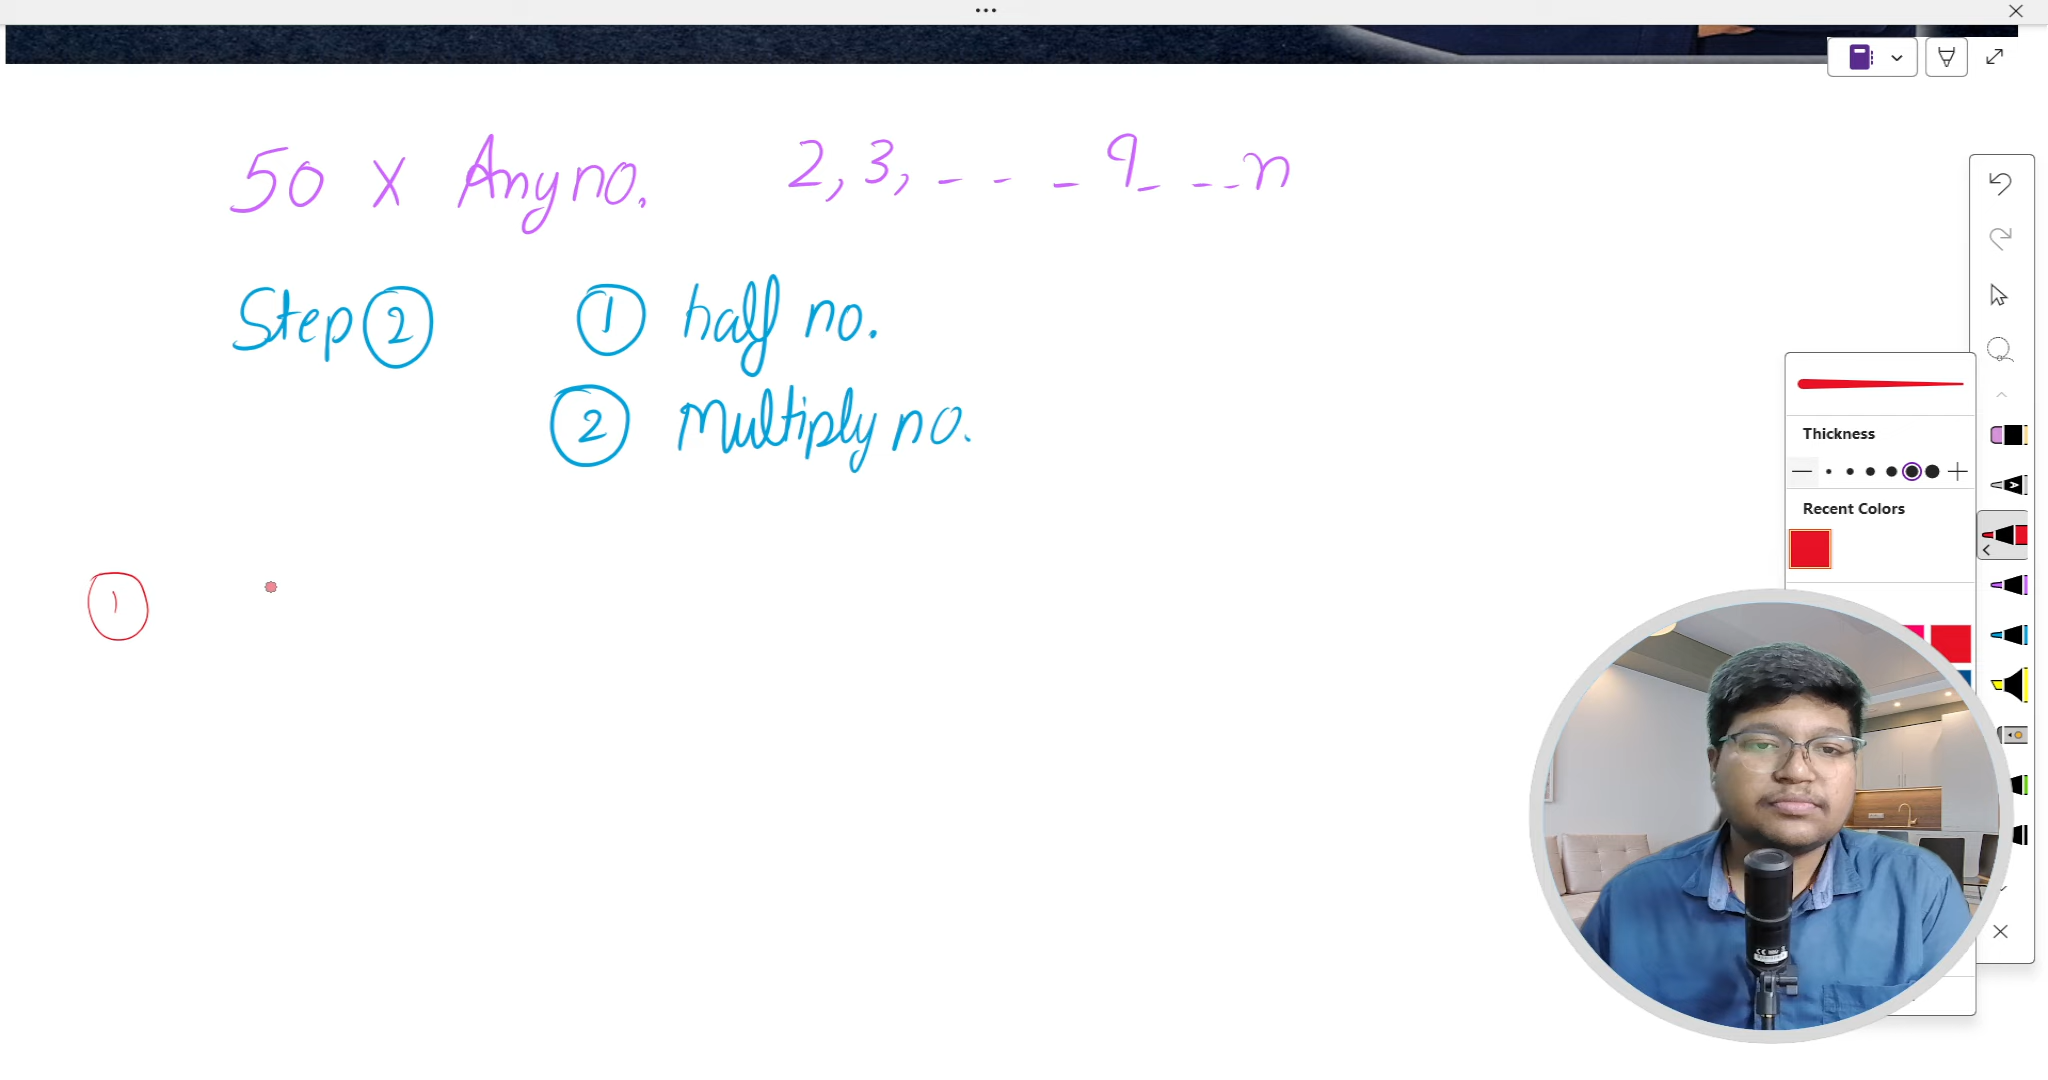 50 X Any no. 2, 3, - - - 9 - - - n
Step 2 1 half no.
2 Multiply no.
Thickness
Recent Colors
1